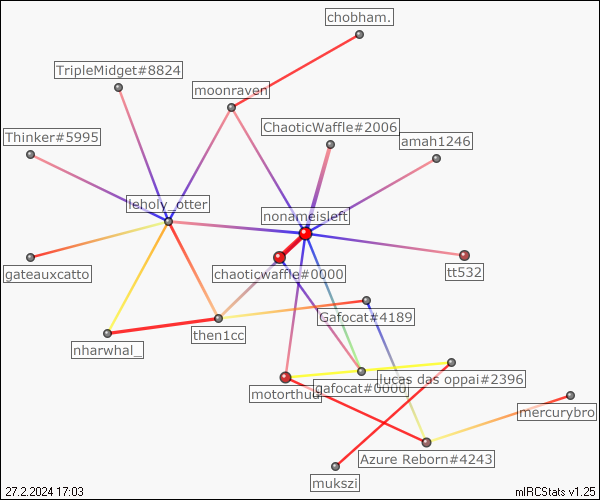 chobham.
TripleMidget#8824
moonraven
ChaoticWaffle#2006
Thinker#5995
amah1246
leholy_otter
nonameisleft
gateauxcatto
chaoticwaffle#0000
tt532
Gafocat#4189
then1cc
nharwhal_
lucas das oppai#2396
gafocat#0000
motorthud
mercurybro
Azure Reborn#4243
mukszi
27.2.2024 17:03
mIRCStats v1.25